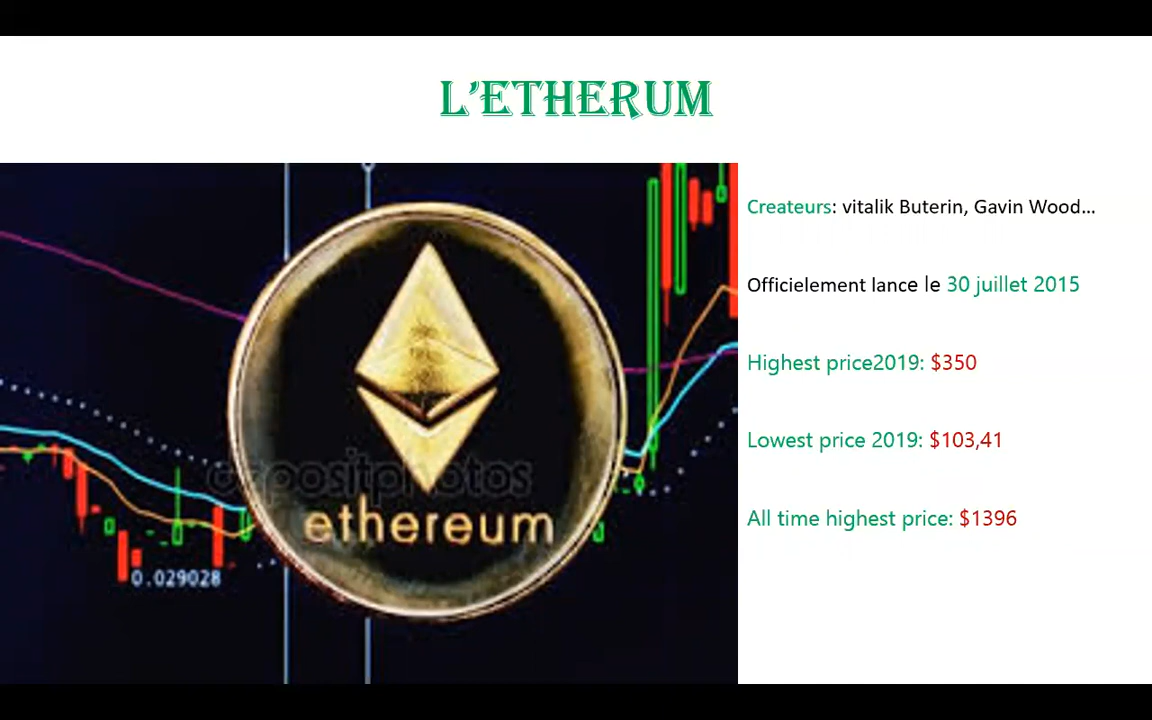 L'ETHERUM
Createurs: vitalik Buterin, Gavin Wood...
Officielement lance le 30 juillet 2015
Highest price2019: $350
Lowest price 2019: $103,41
All time highest price: $1396
depositphotos
ethereum
0.029028